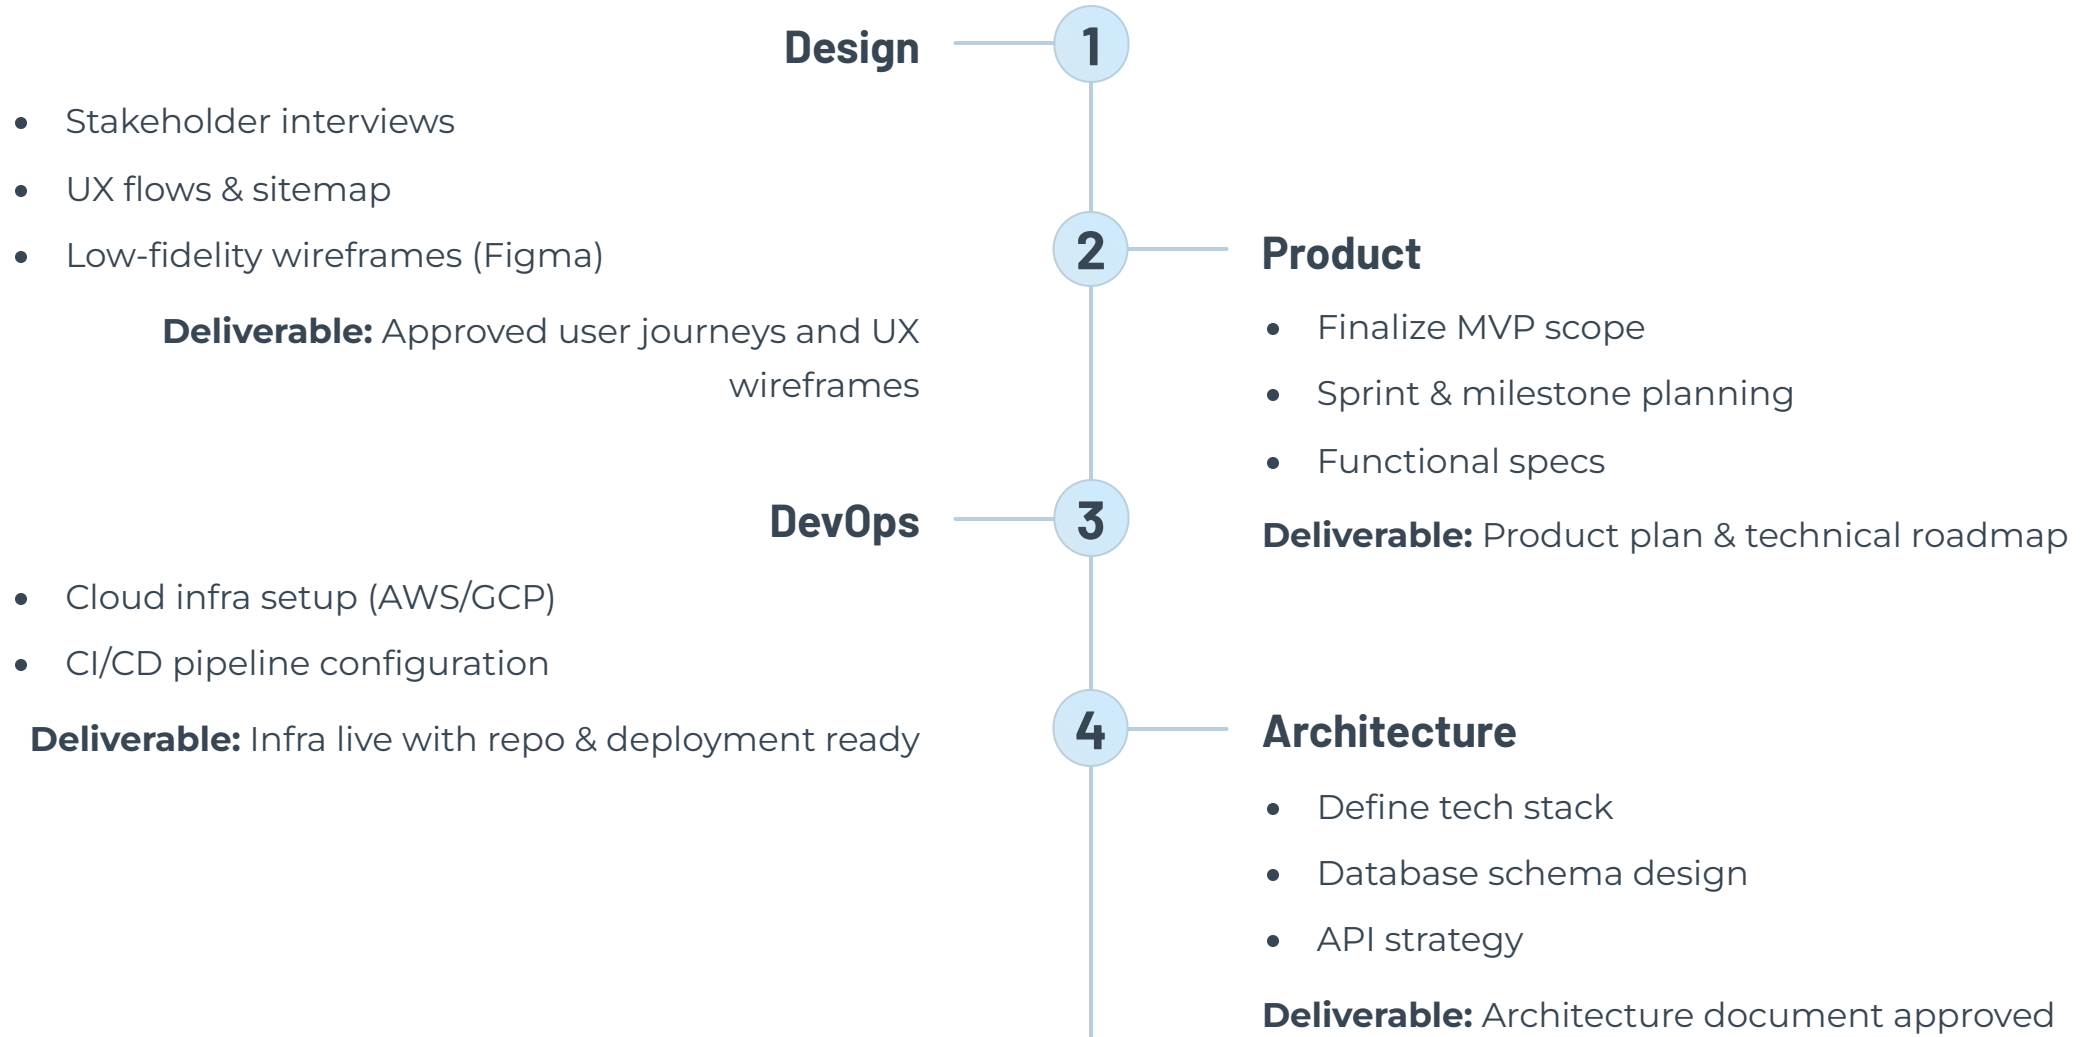 Design
1
• Stakeholder interviews
• UX flows & sitemap
• Low-fidelity wireframes (Figma)
Deliverable: Approved user journeys and UX
wireframes
2
Product
• Finalize MVP scope
• Sprint & milestone planning
• Functional specs
Deliverable: Product plan & technical roadmap
DevOps
3
• Cloud infra setup (AWS/GCP)
• CI/CD pipeline configuration
Deliverable: Infra live with repo & deployment ready
4
Architecture
• Define tech stack
• Database schema design
• API strategy
Deliverable: Architecture document approved